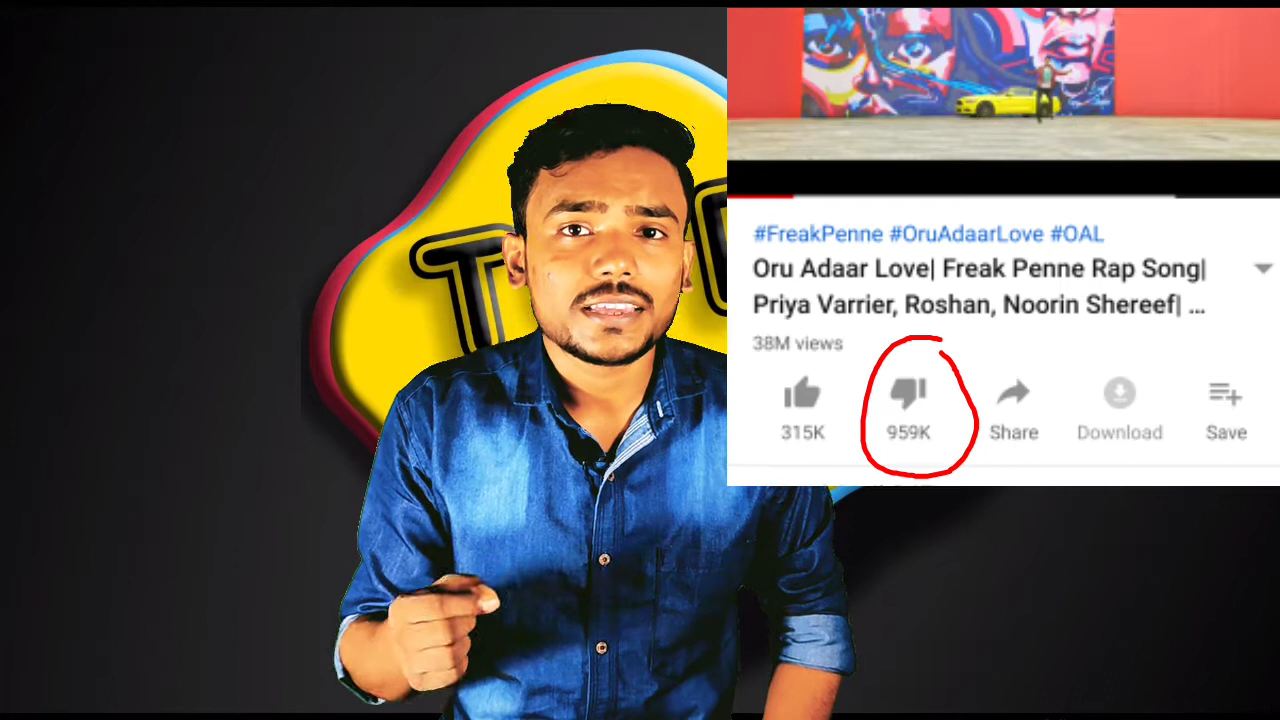 T
#FreakPenne #OruAdaarLove #OAL
Oru Adaar Love| Freak Penne Rap Song|
Priya Varrier, Roshan, Noorin Shereef| ...
38M views
315K
959K
Share
Download
Save